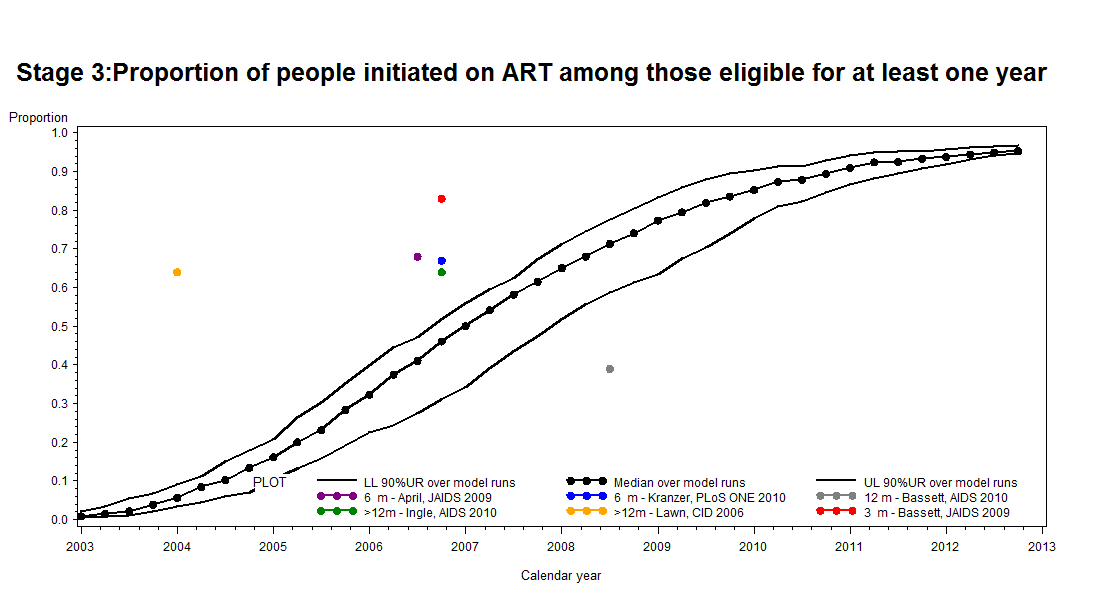 Stage 3:Proportion of people initiated on ART among those eligible for at least one year
Proportion
1.0
0.9
0.8
0.7
0.6
0.5
0.4
0.3
0.2
0.1
0.0
PLOT
LL 90%UR over model runs
Median over model runs
UL 90%UR over model runs
6 m - April, JAIDS 2009
6 m - Kranzer, PLoS ONE 2010
12 m - Bassett, AIDS 2010
>12m - Ingle, AIDS 2010
>12m - Lawn, CID 2006
3 m - Bassett, JAIDS 2009
2003 2004 2005 2006 2007 2008 2009 2010 2011 2012 2013
Calendar year